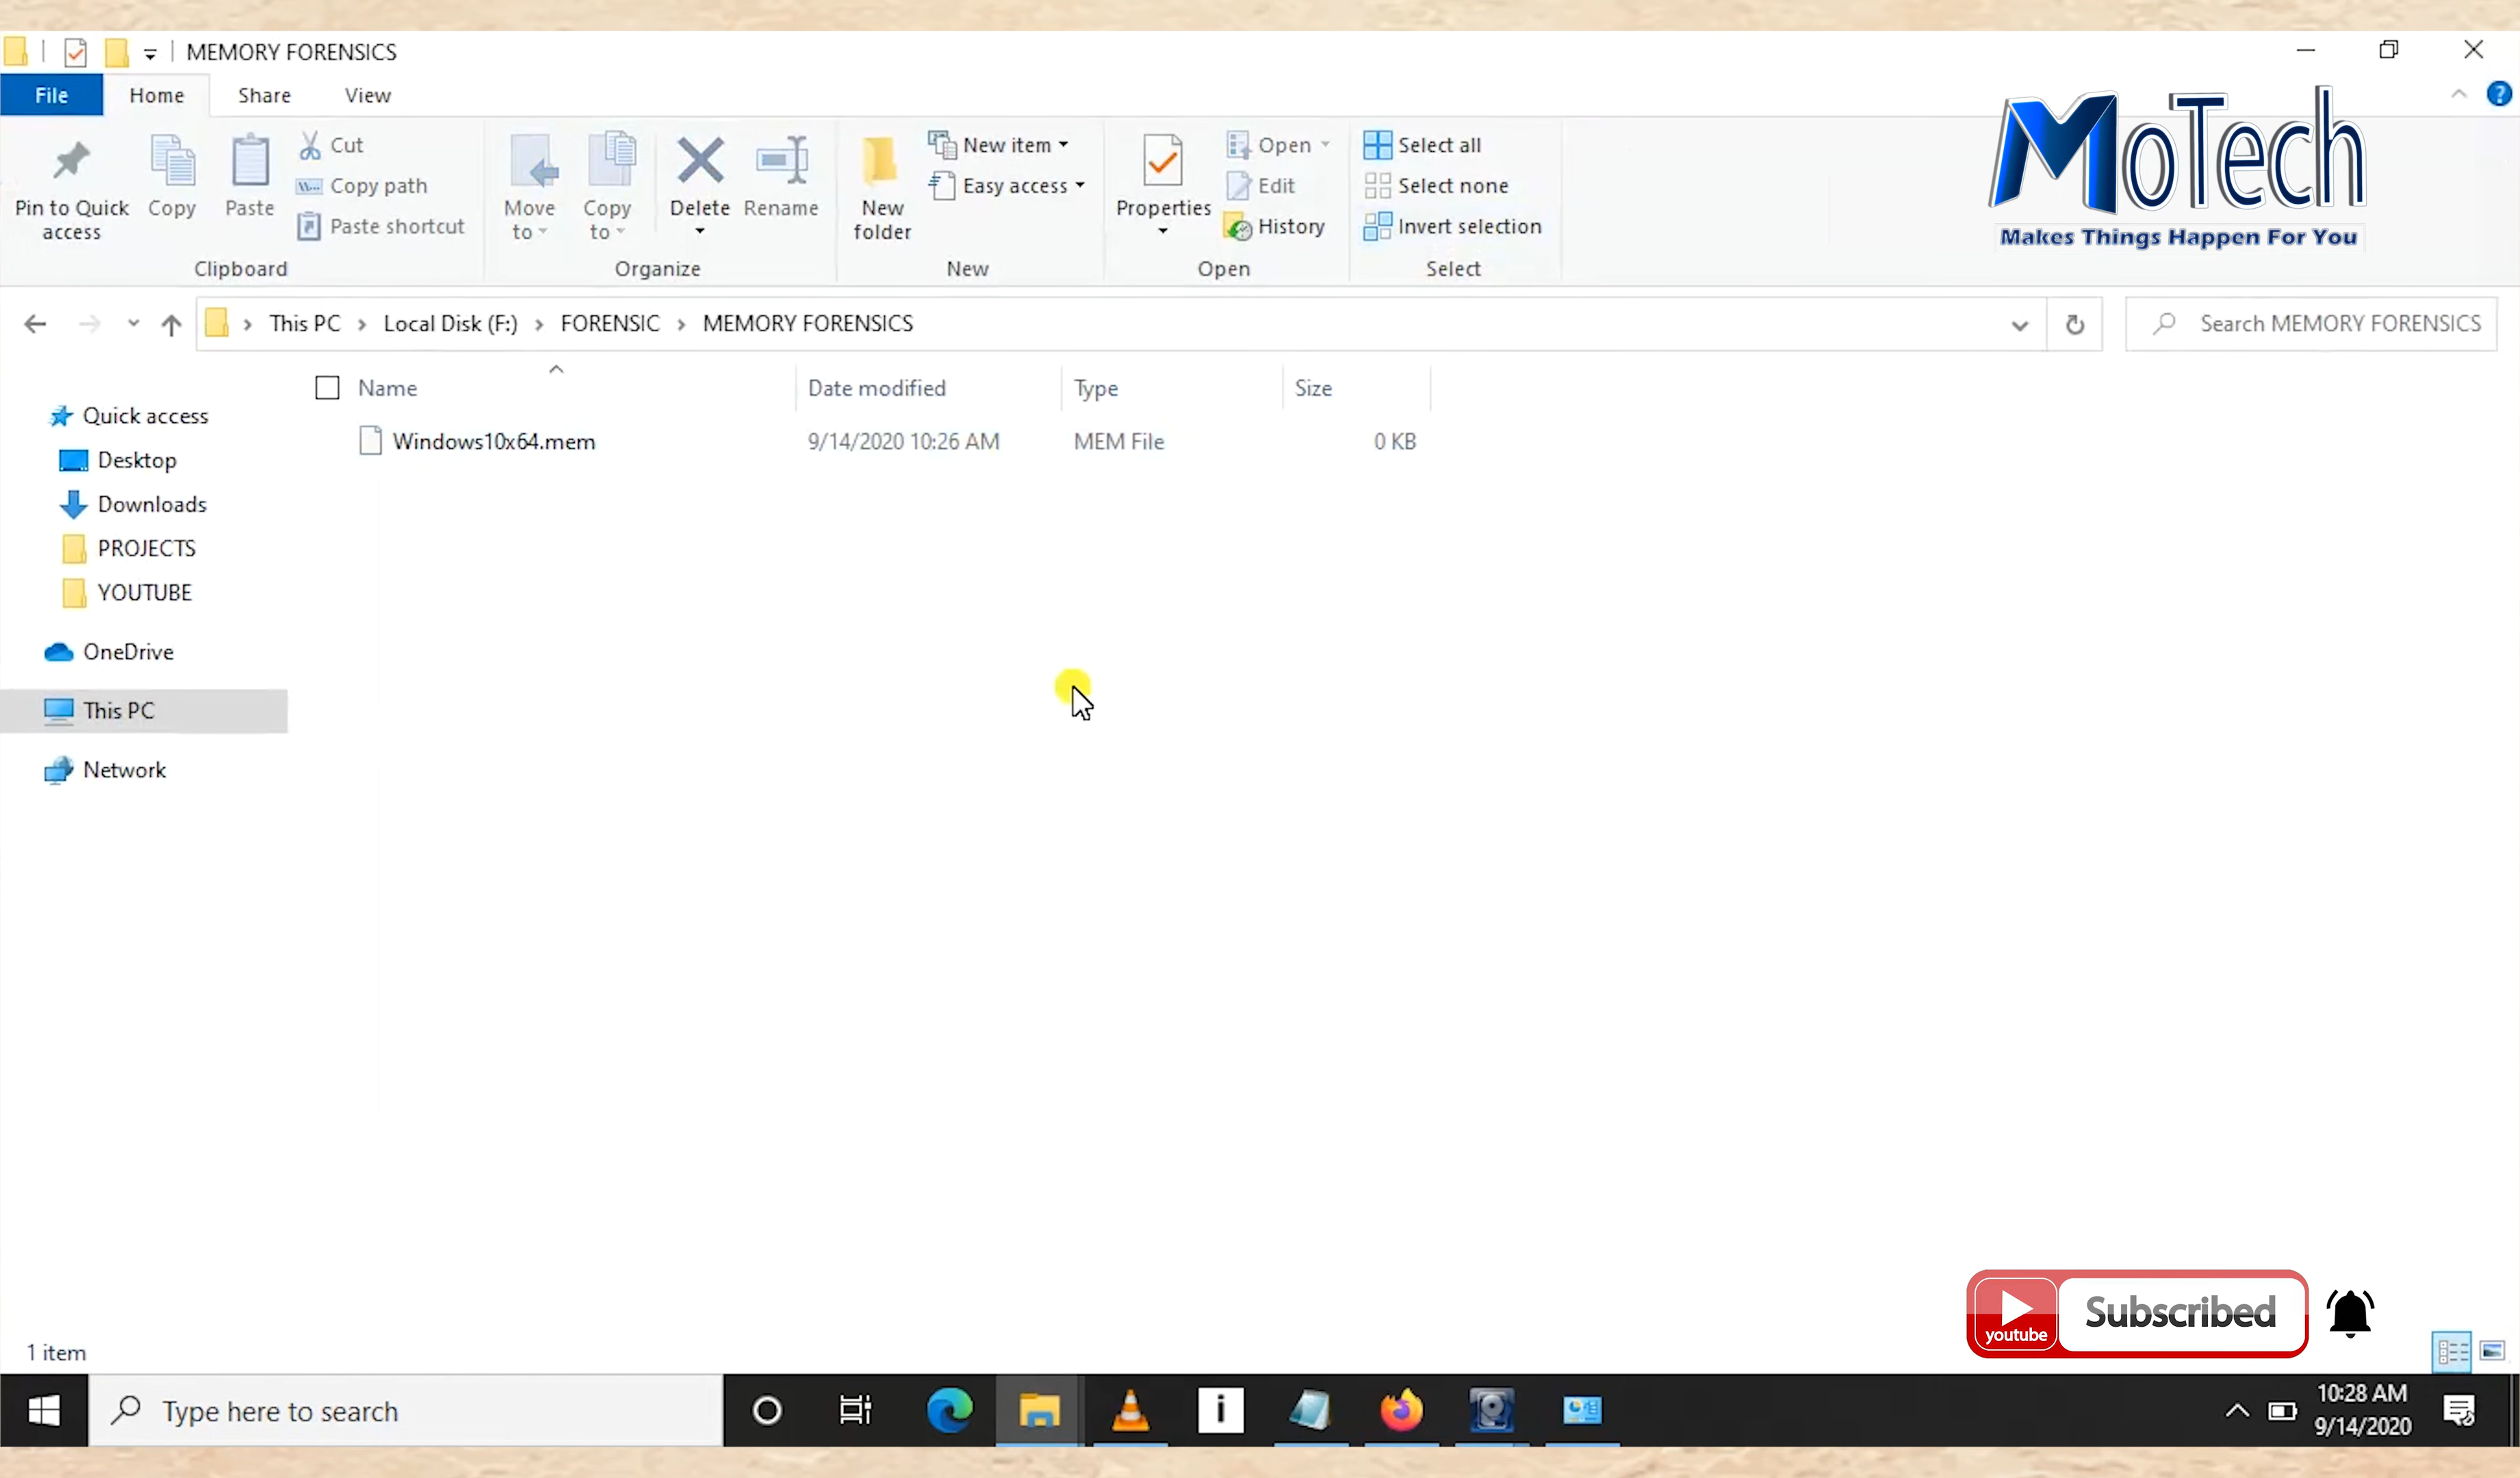 MEMORY FORENSICS
File Home Share View
MoTech
Makes Things Happen For You
Pin to Quick access
Copy
Paste
Cut
Copy path
Paste shortcut
Clipboard
Move to
Copy to
Delete
Rename
Organize
New folder
New item
Easy access
New
Properties
Open
Edit
History
Open
Select all
Select none
Invert selection
Select
This PC > Local Disk (F:) > FORENSIC > MEMORY FORENSICS
Search MEMORY FORENSICS
Name Date modified Type Size
Windows10x64.mem 9/14/2020 10:26 AM MEM File 0 KB
Quick access
Desktop
Downloads
PROJECTS
YOUTUBE
OneDrive
This PC
Network
youtube
Subscribed
1 item
Type here to search
10:28 AM
9/14/2020